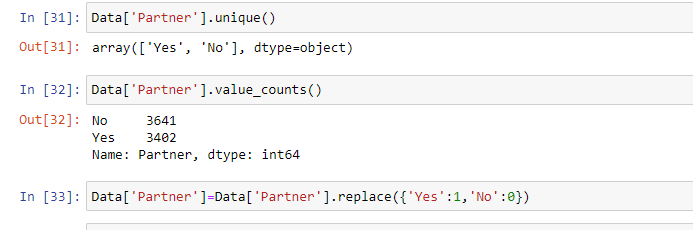 In [31]: Data['Partner'].unique()
Out[31]: array(['Yes', 'No'], dtype=object)
In [32]: Data['Partner'].value_counts()
Out[32]: No     3641
Yes    3402
Name: Partner, dtype: int64
In [33]: Data['Partner']=Data['Partner'].replace({'Yes':1,'No':0})